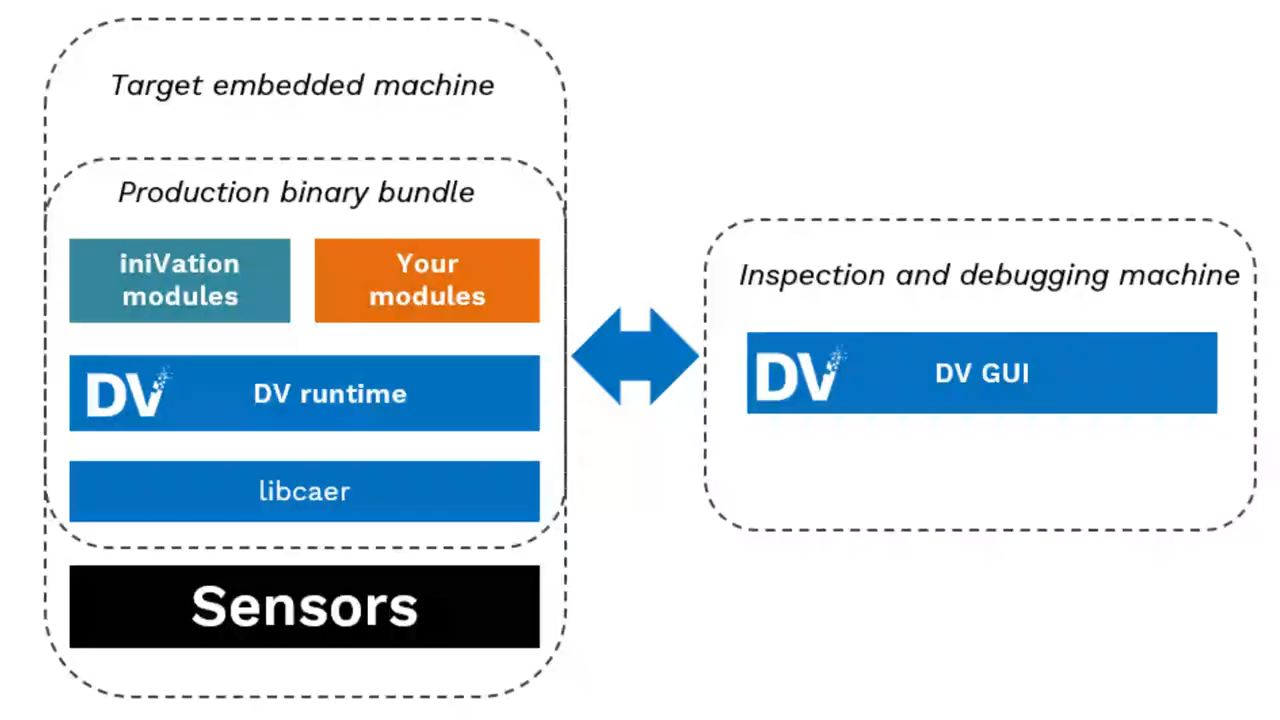 Target embedded machine
Production binary bundle
iniVation
modules
Your
modules
DV
DV runtime
libcaer
Sensors
Inspection and debugging machine
DV
DV GUI